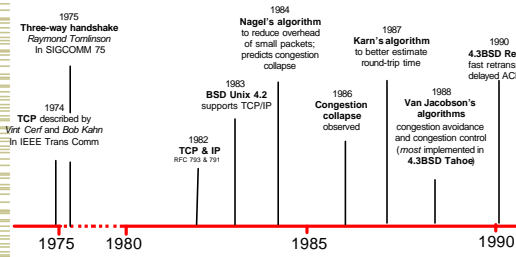 1975
Three-way handshake
Raymond Tomlinson
In SIGCOMM 75
1974
TCP described by
Vint Cerf and Bob Kahn
In IEEE Trans Comm
1982
TCP & IP
RFC 793 & 791
1983
BSD Unix 4.2
supports TCP/IP
1984
Nagel's algorithm
to reduce overhead
of small packets;
predicts congestion
collapse
1986
Congestion
collapse
observed
1987
Karn's algorithm
to better estimate
round-trip time
1988
Van Jacobson's
algorithms
congestion avoidance
and congestion control
(most implemented in
4.3BSD Tahoe)
1990
4.3BSD Re
fast retrans
delayed AC
1975
1980
1985
1990